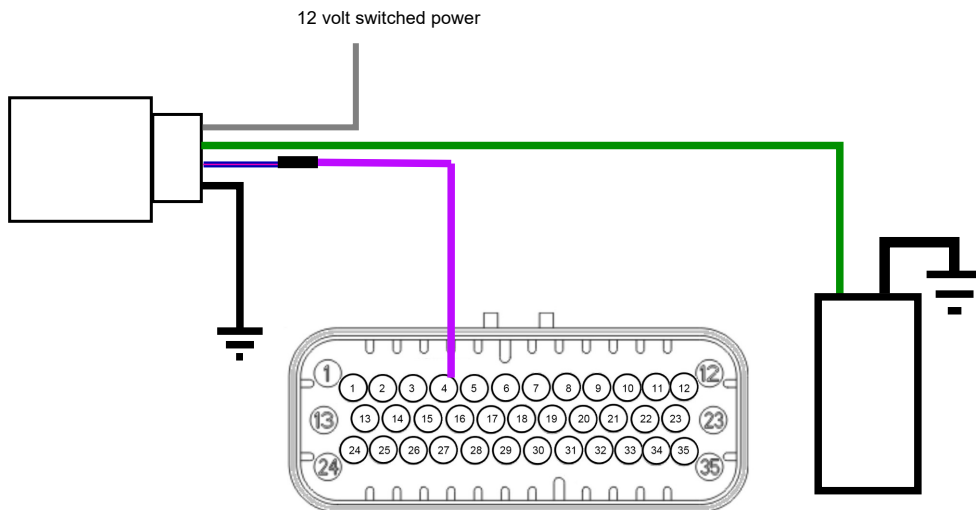 12 volt switched power
1 12
1 2 3 4 5 6 7 8 9 10 11 12
13 13 14 15 16 17 18 19 20 21 22 23 23
24 25 26 27 28 29 30 31 32 33 34 35
24 35